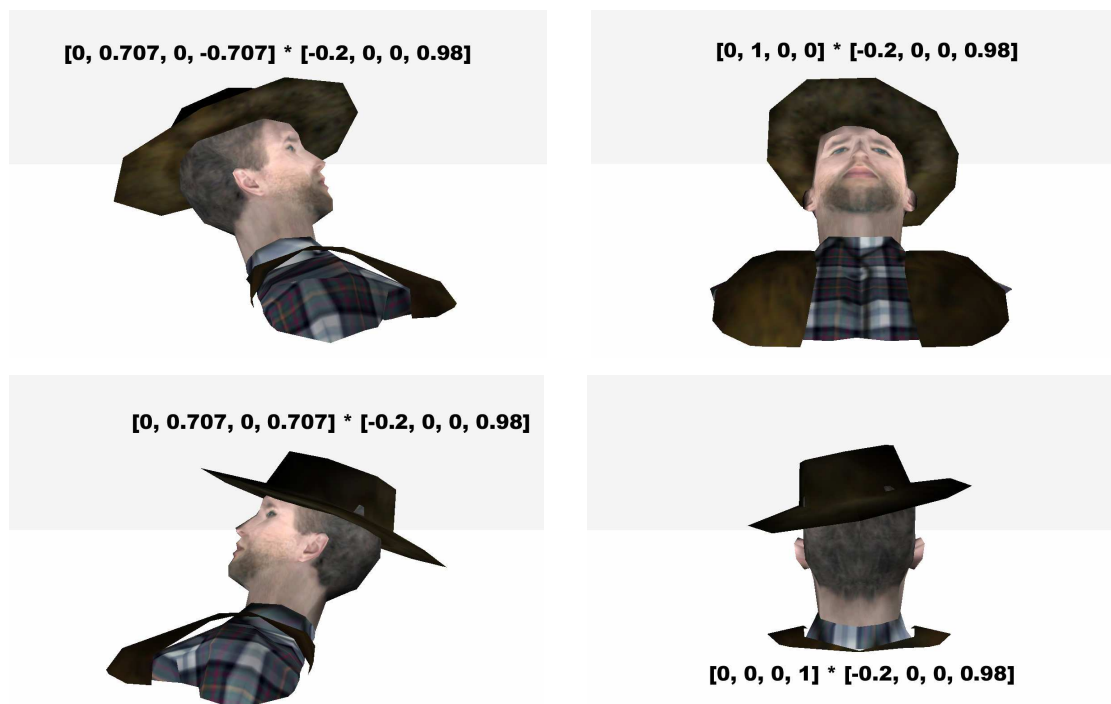 [0, 0.707, 0, -0.707] * [-0.2, 0, 0, 0.98]
[0, 1, 0, 0] * [-0.2, 0, 0, 0.98]
[0, 0.707, 0, 0.707] * [-0.2, 0, 0, 0.98]
[0, 0, 0, 1] * [-0.2, 0, 0, 0.98]